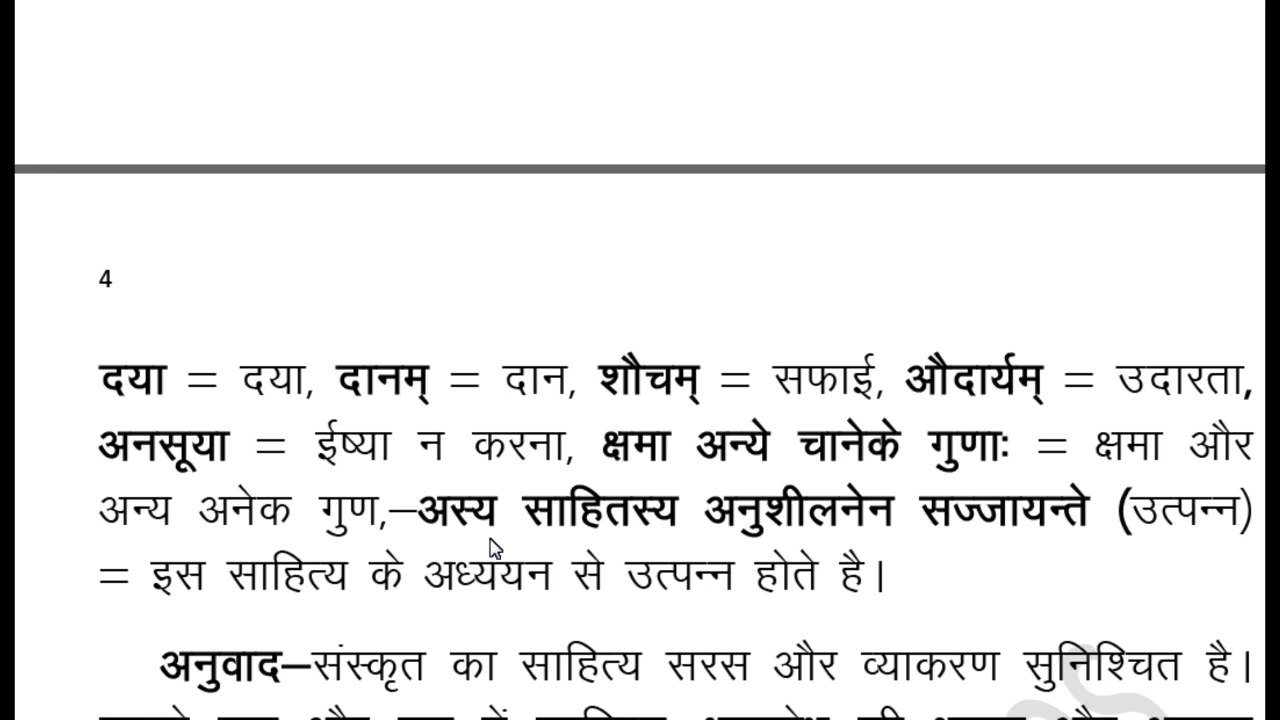 4
दया = दया, दानम् = दान, शौचम् = सफाई, औदार्यम् = उदारता,
अनसूया = ईष्या न करना, क्षमा अन्ये चानेके गुणाः = क्षमा और
अन्य अनेक गुण,–अस्य साहितस्य अनुशीलनेन सज्जायन्ते (उत्पन्न)
= इस साहित्य के अध्ययन से उत्पन्न होते है।
अनुवाद–संस्कृत का साहित्य सरस और व्याकरण सुनिश्चित है।